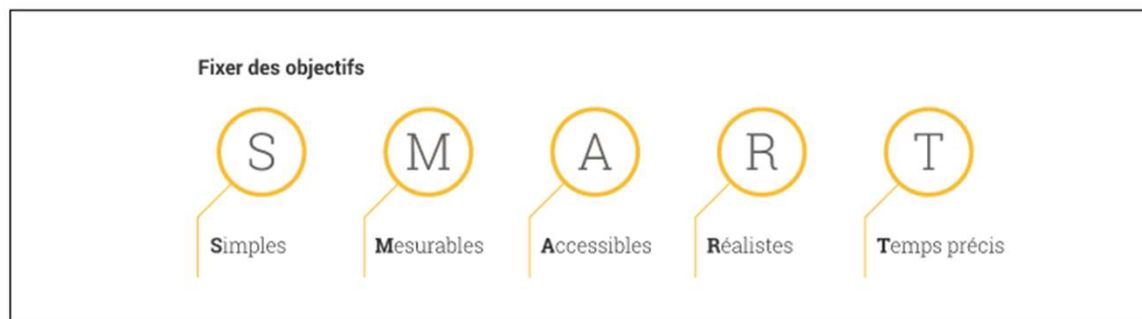 Fixer des objectifs
S M A R T
Simples Mesurables Accessibles Réalistes Temps précis